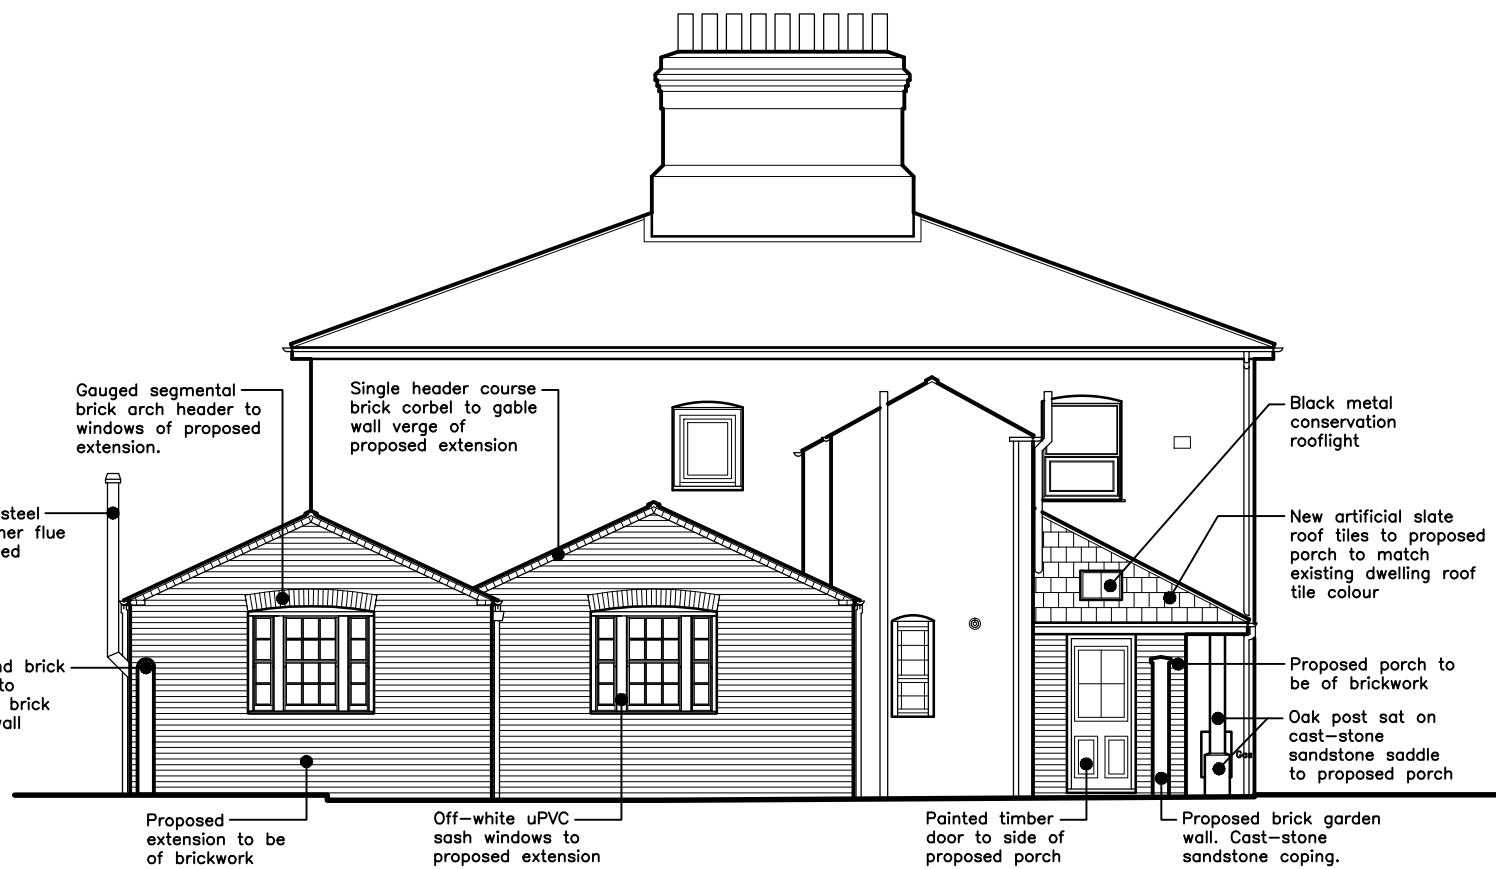 Gauged segmental
brick arch header to
windows of proposed
extension.
Single header course
brick corbel to gable
wall verge of
proposed extension
Black metal
conservation
rooflight
steel
flue
New artificial slate
roof tiles to proposed
porch to match
existing dwelling roof
tile colour
brick
to
brick
Proposed porch to
be of brickwork
Oak post sat on
cast-stone
sandstone saddle
to proposed porch
Gas
Proposed
extension to be
of brickwork
Off-white uPVC
sash windows to
proposed extension
Painted timber
door to side of
proposed porch
Proposed brick garden
wall. Cast-stone
sandstone coping.